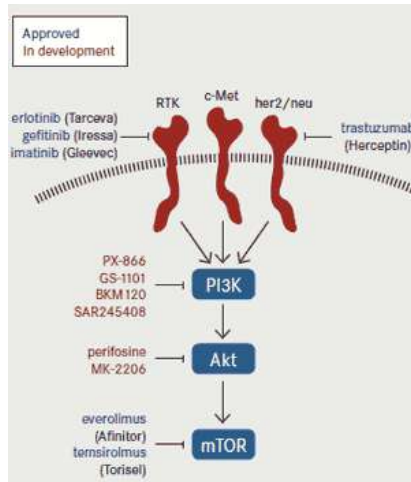 Approved
In development
RTK
c-Met
her2/neu
erlotinib (Tarceva)
gefitinib (Iressa)
imatinib (Gleevec)
trastuzumab
(Herceptin)
PX-866
GS-1101
BKM120
SAR245408
PI3K
perifosine
MK-2206
Akt
everolimus
(Afinitor)
temsirolmus
(Torisel)
mTOR